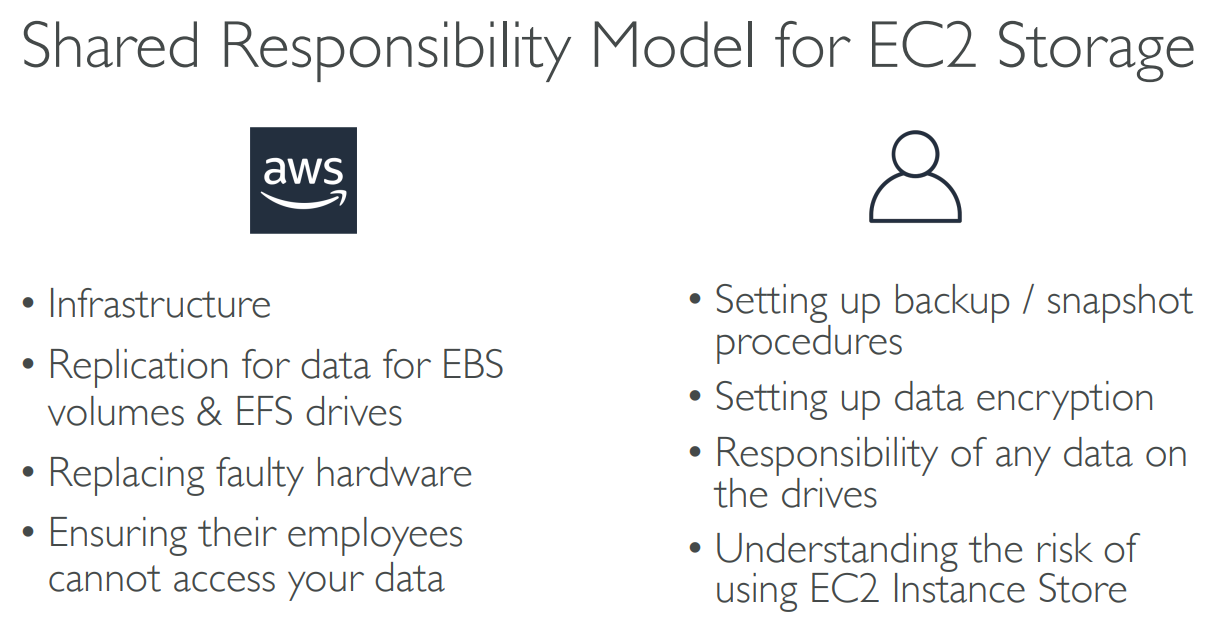 Shared Responsibility Model for EC2 Storage
aws
• Infrastructure
• Replication for data for EBS
volumes & EFS drives
• Replacing faulty hardware
• Ensuring their employees
cannot access your data
• Setting up backup / snapshot
procedures
• Setting up data encryption
• Responsibility of any data on
the drives
• Understanding the risk of
using EC2 Instance Store